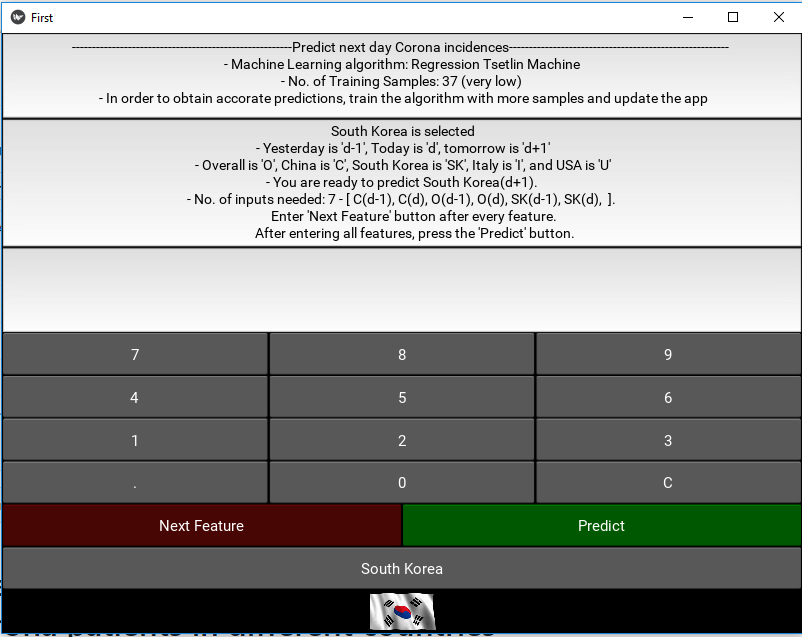 First
-------------------------------------------------------Predict next day Corona incidences-------------------------------------------------------
- Machine Learning algorithm: Regression Tsetlin Machine
- No. of Training Samples: 37 (very low)
- In order to obtain accorate predictions, train the algorithm with more samples and update the app
South Korea is selected
- Yesterday is 'd-1', Today is 'd', tomorrow is 'd+1'
- Overall is 'O', China is 'C', South Korea is 'SK', Italy is 'I', and USA is 'U'
- You are ready to predict South Korea(d+1).
- No. of inputs needed: 7 - [ C(d-1), C(d), O(d-1), O(d), SK(d-1), SK(d),  ].
Enter 'Next Feature' button after every feature.
After entering all features, press the 'Predict' button.
7 8 9
4 5 6
1 2 3
. 0 C
Next Feature Predict
South Korea
patients in different countries